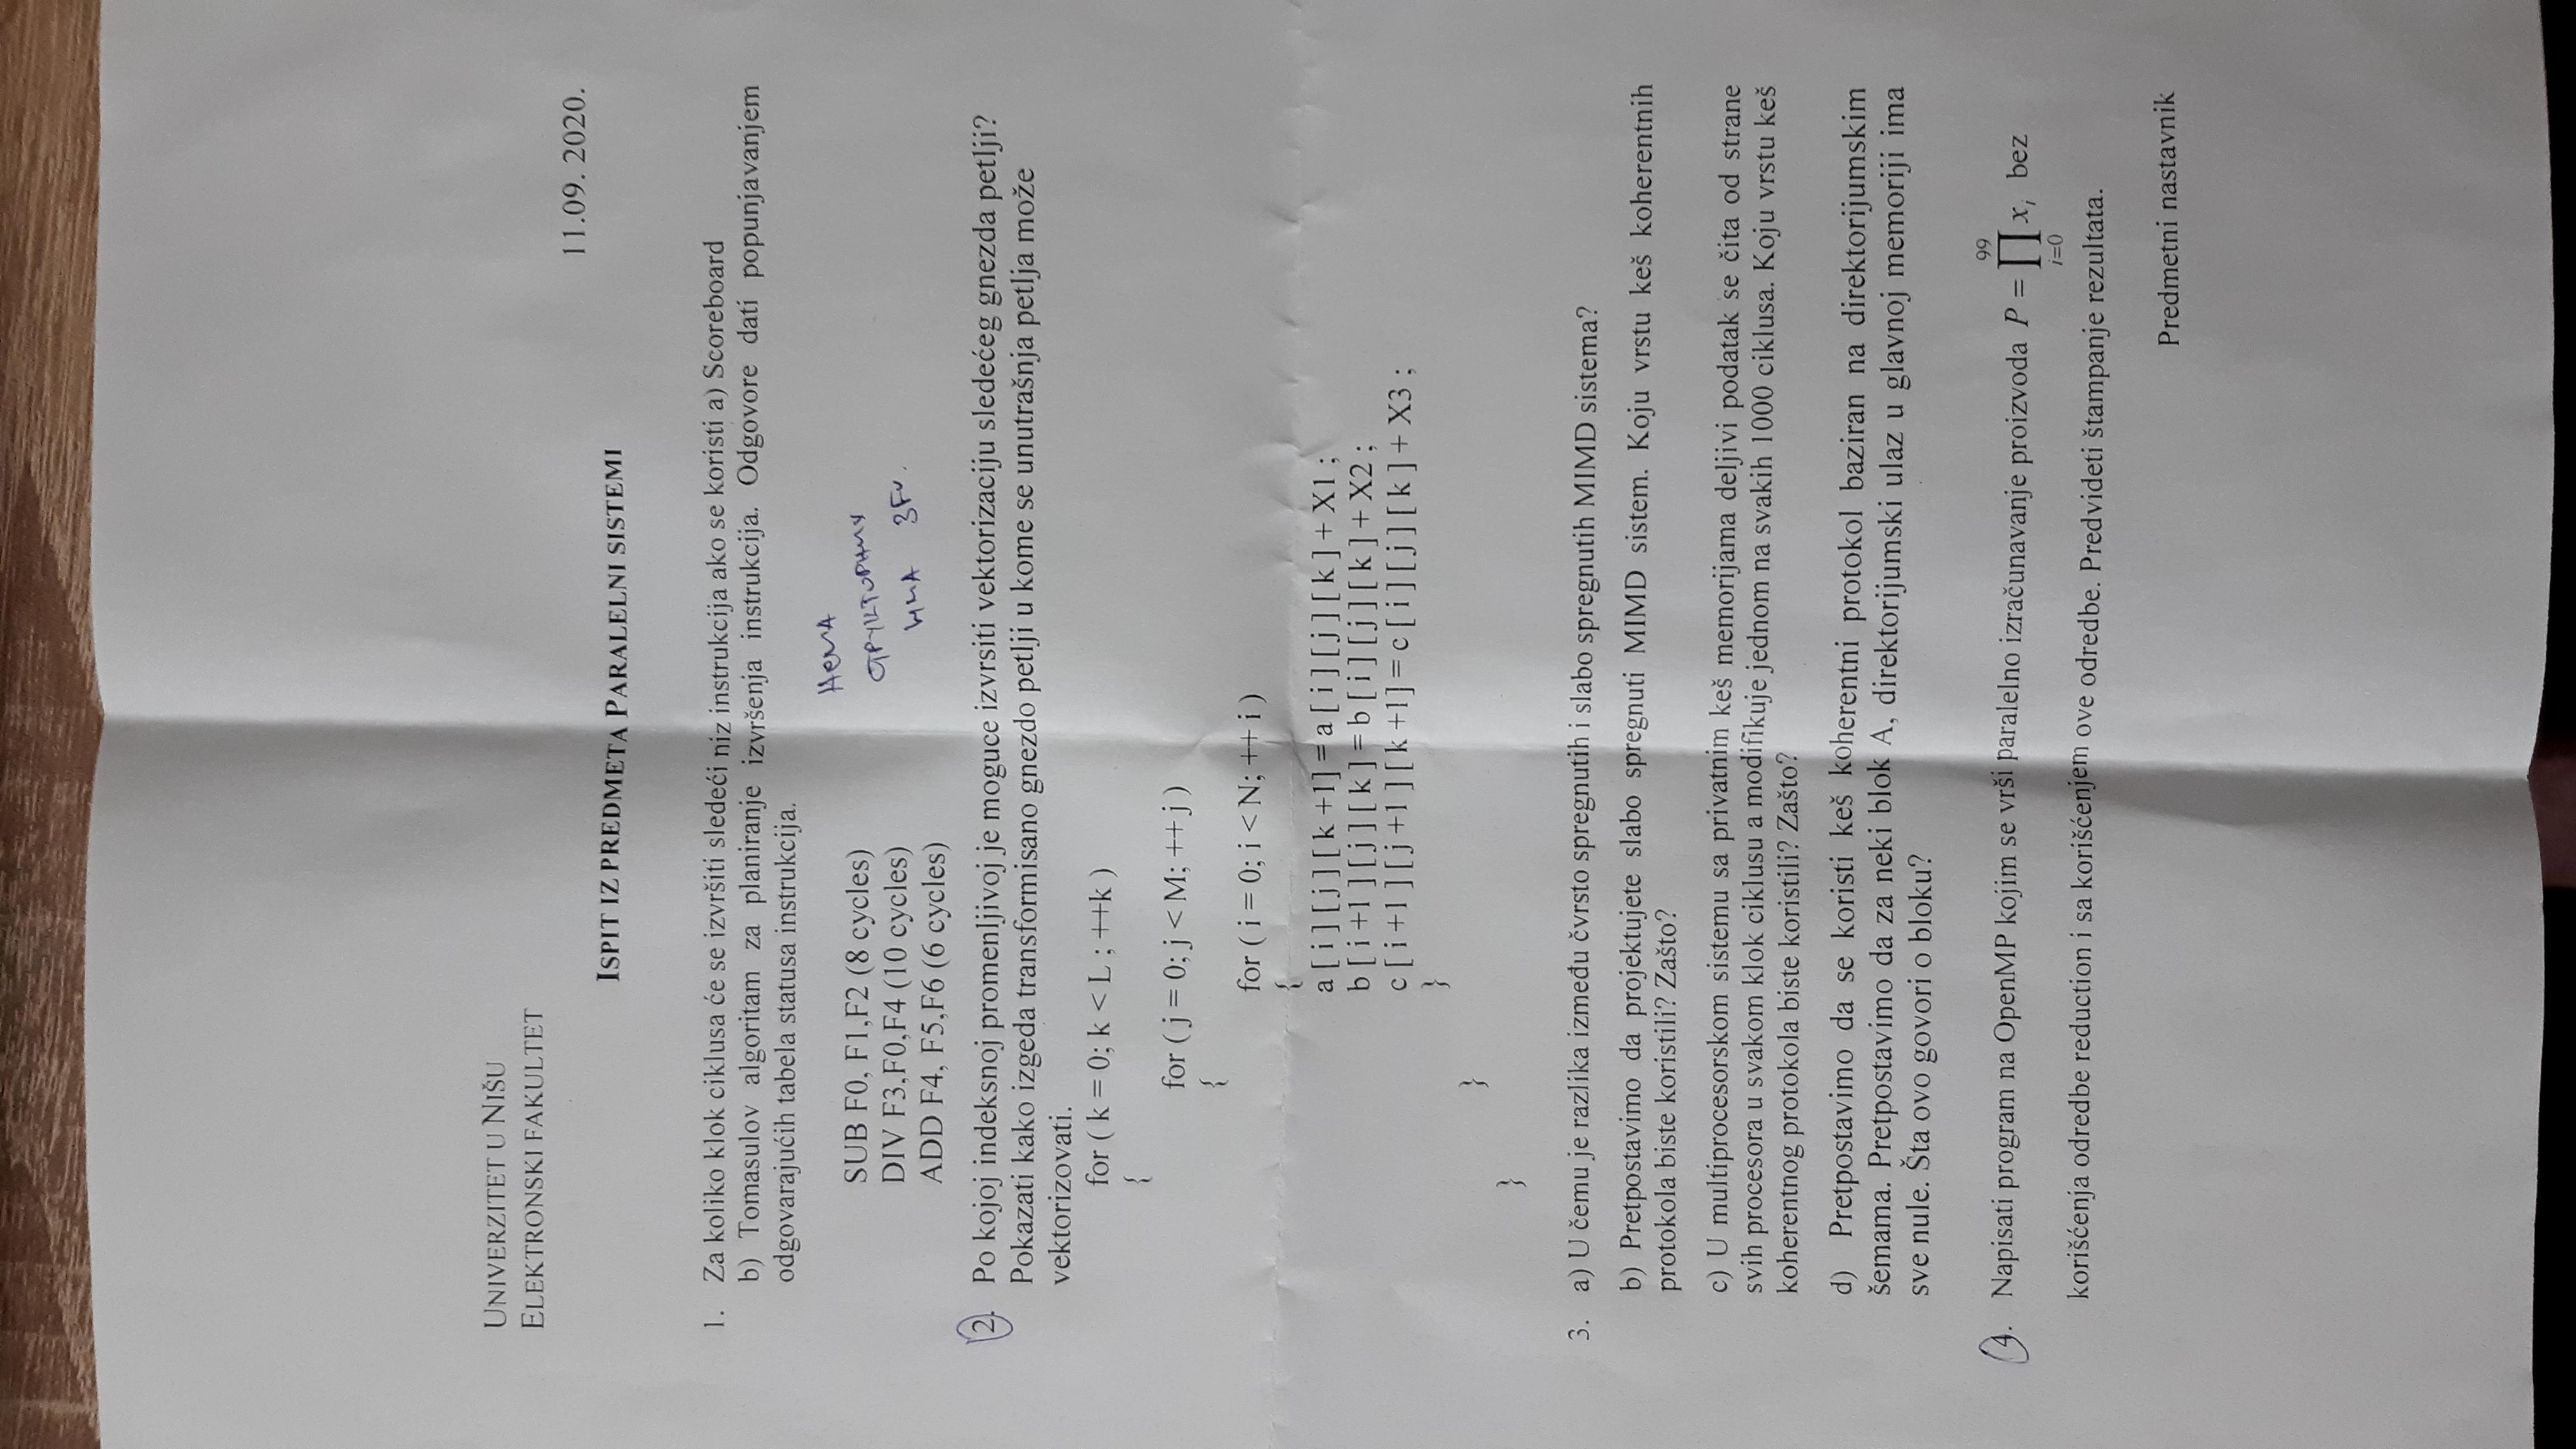 UNIVERZITET U NIŠU
ELEKTRONSKI FAKULTET
11.09. 2020.
ISPIT IZ PREDMETA PARALELNI SISTEMI
1. Za koliko klok ciklusa će se izvršiti sledeći niz instrukcija ako se koristi a) Scoreboard
b) Tomasulov algoritam za planiranje izvršenja instrukcija. Odgovore dati popunjavanjem
odgovarajućih tabela statusa instrukcija.
НЕМА
SUB F0, F1,F2 (8 cycles)
DIV F3,F0,F4 (10 cycles)
ИМА 3FU.
ADD F4, F5,F6 (6 cycles)
2. Po kojoj indeksnoj promenljivoj je moguce izvrsiti vektorizaciju sledećeg gnezda petlji?
Pokazati kako izgeda transformisano gnezdo petlji u kome se unutrašnja petlja može
vektorizovati.
for ( k = 0; k < L ; ++k )
{
for ( j = 0; j < M; ++ j )
{
for ( i = 0; i < N; ++ i )
{
a [ i ] [ j ] [ k +1] = a [ i ] [ j ] [ k ] + X1 ;
b [ i +1 ] [ j ] [ k ] = b [ i ] [ j ] [ k ] + X2 ;
c [ i +1 ] [ j +1 ] [ k +1] = c [ i ] [ j ] [ k ] + X3 ;
}
}
}
3. a) U čemu je razlika između čvrsto spregnutih i slabo spregnutih MIMD sistema?
b) Pretpostavimo da projektujete slabo spregnuti MIMD sistem. Koju vrstu keš koherentnih
protokola biste koristili? Zašto?
c) U multiprocesorskom sistemu sa privatnim keš memorijama deljivi podatak se čita od strane
svih procesora u svakom klok ciklusu a modifikuje jednom na svakih 1000 ciklusa. Koju vrstu keš
koherentnog protokola biste koristili? Zašto?
d) Pretpostavimo da se koristi keš koherentni protokol baziran na direktorijumskim
šemama. Pretpostavimo da za neki blok A, direktorijumski ulaz u glavnoj memoriji ima
sve nule. Šta ovo govori o bloku?
4. Napisati program na OpenMP kojim se vrši paralelno izračunavanje proizvoda P = ∏_{i=0}^{99} x_i bez
korišćenja odredbe reduction i sa korišćenjem ove odredbe. Predvideti štampanje rezultata.
Predmetni nastavnik